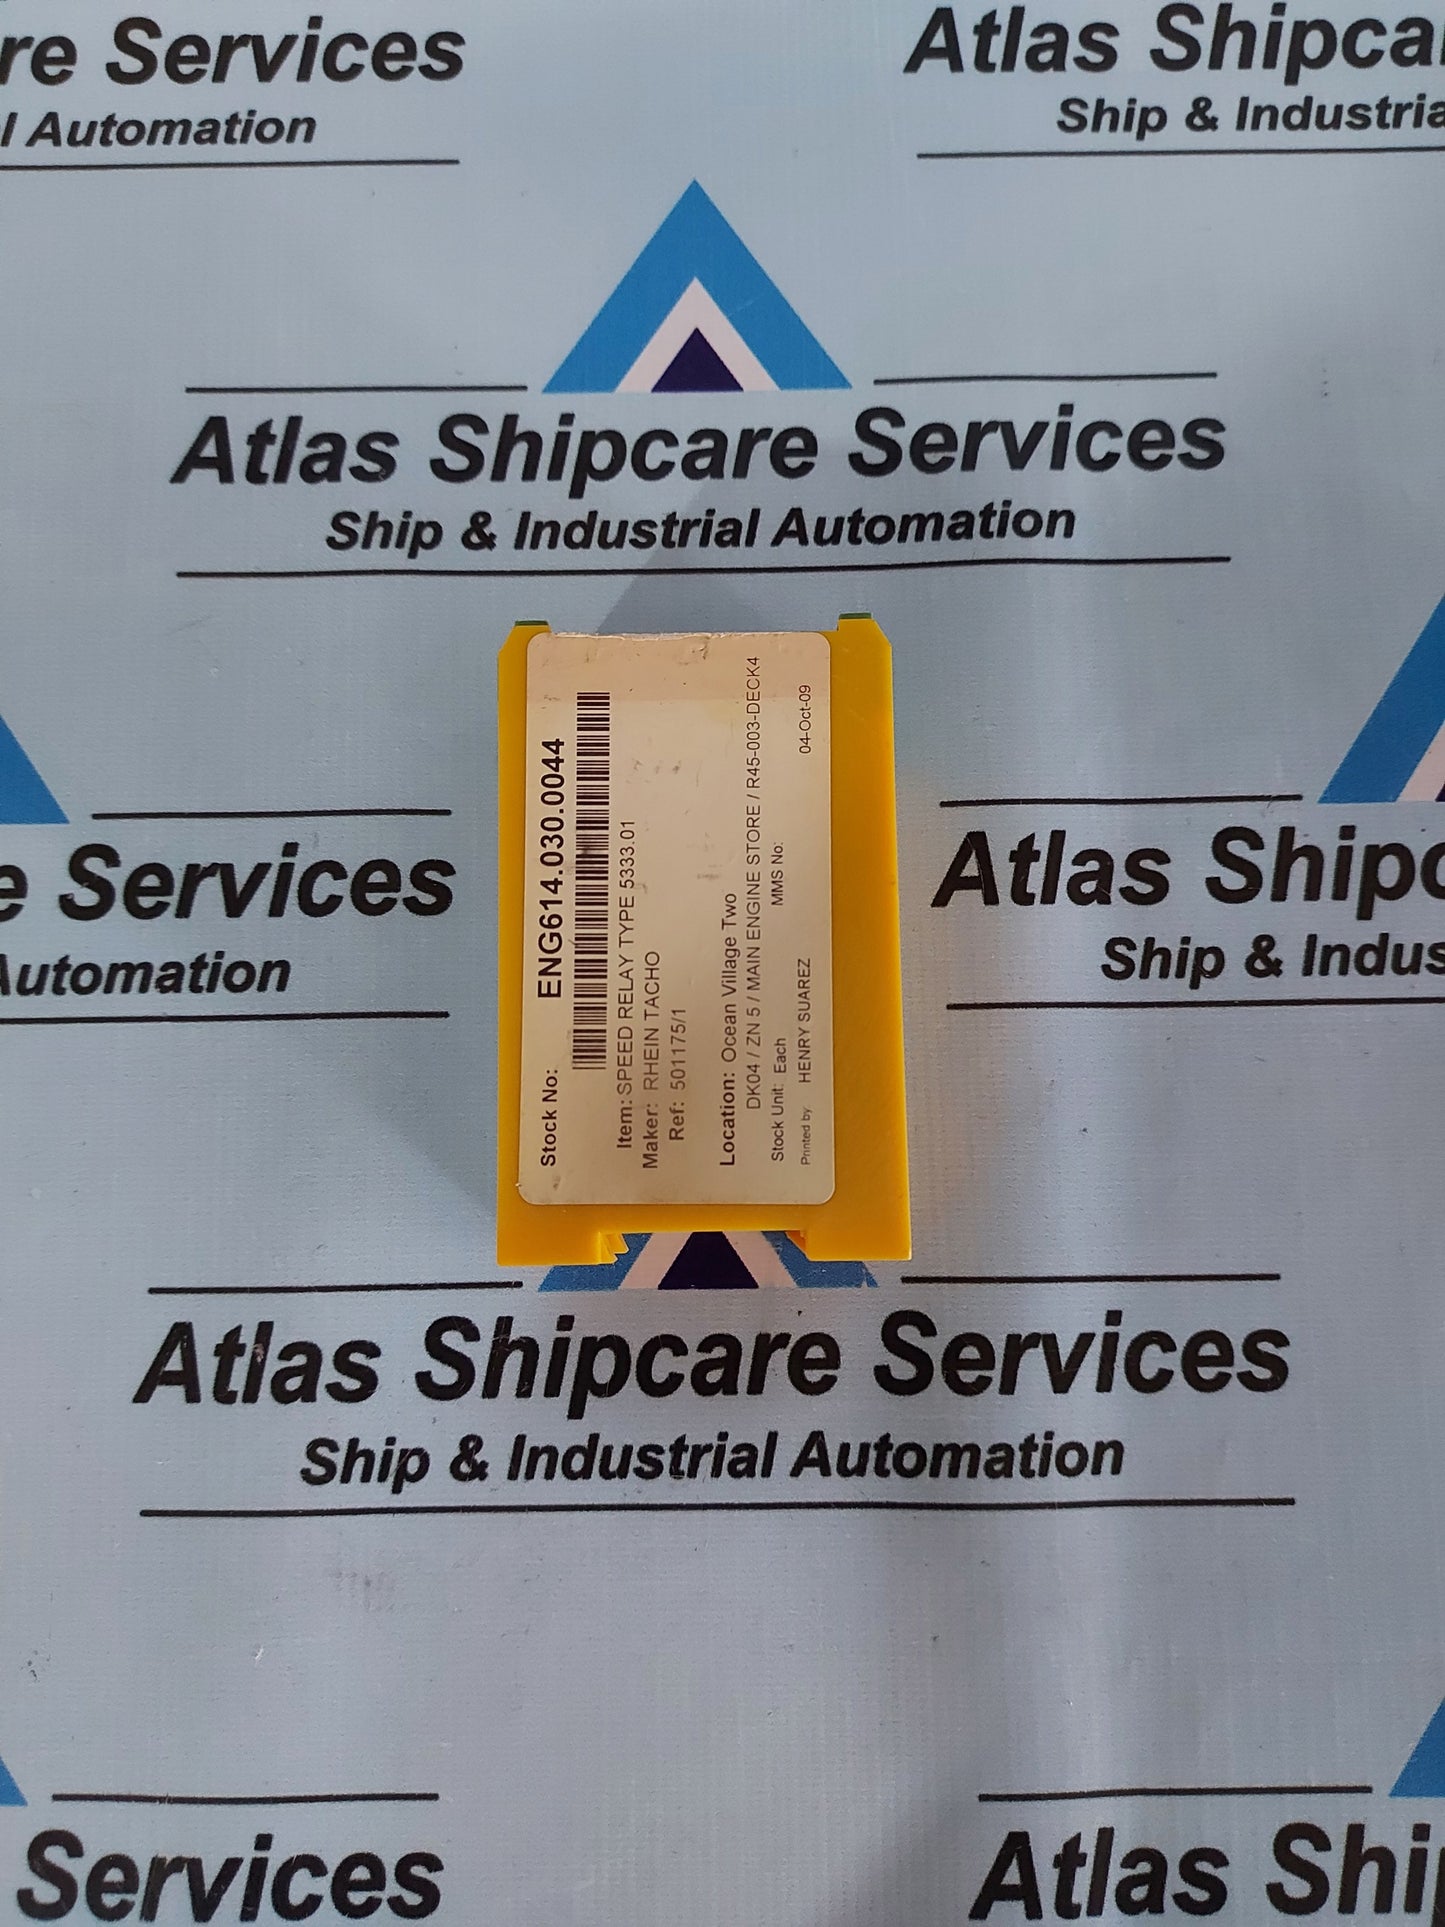 re Services
l Automation
Atlas Shipca
Ship & Industria
Atlas Shipcare Services
Ship & Industrial Automation
Stock No: ENG614.030.0044
Item: SPEED RELAY TYPE 5333.01
Maker: RHEIN TACHO
Ref: 501175/1
Location: Ocean Village Two
DK04 / ZN 5 / MAIN ENGINE STORE / R45-003-DECK4
Stock Unit: Each MMS No:
Printed by HENRY SUAREZ 04-Oct-09
e Services
Automation
Atlas Shipc
Ship & Indus
Atlas Shipcare Services
Ship & Industrial Automation
Services
Atlas Shi